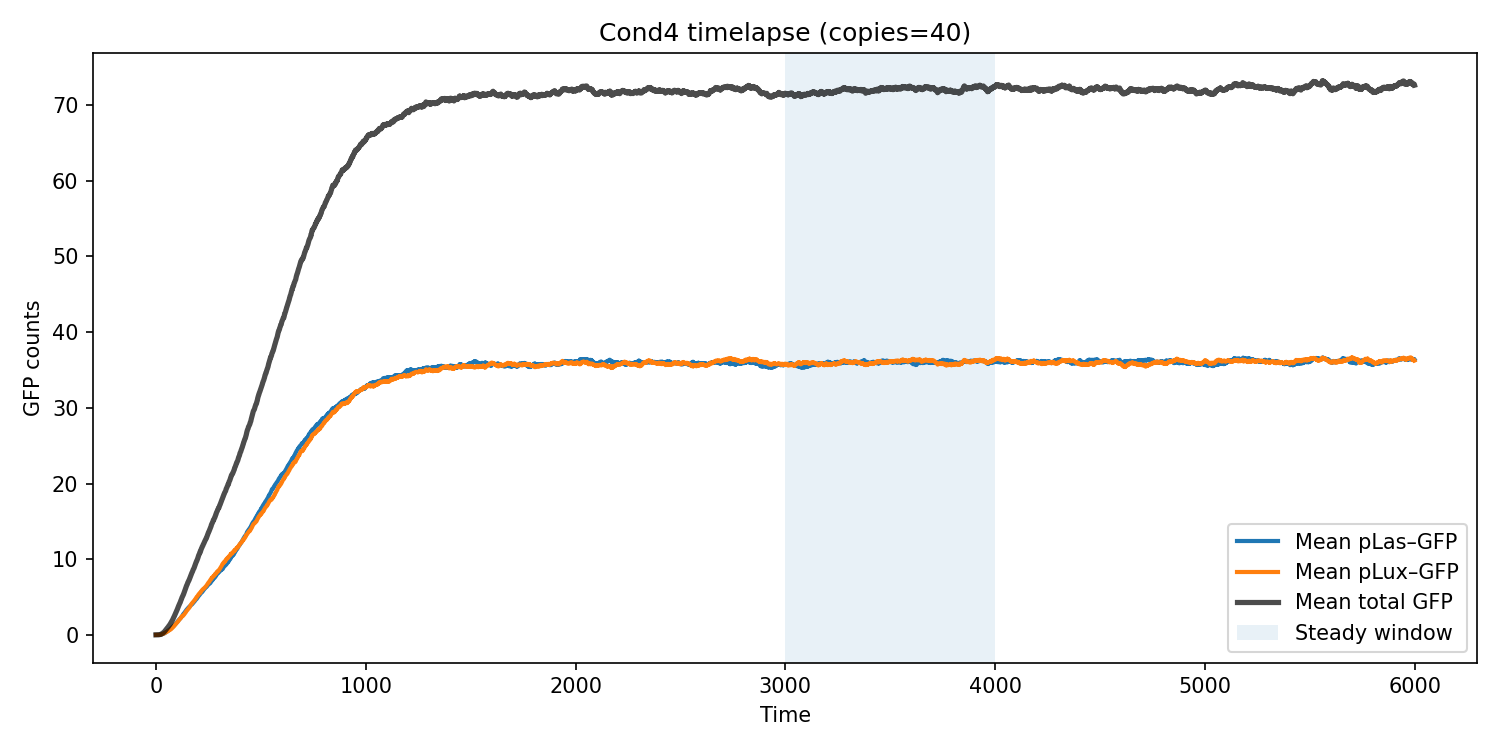 Cond4 timelapse (copies=40)
GFP counts
70
60
50
40
30
20
10
0
Mean pLas–GFP
Mean pLux–GFP
Mean total GFP
Steady window
0 1000 2000 3000 4000 5000 6000
Time